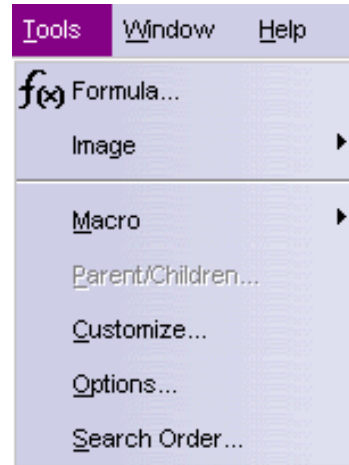 Tools Window Help
f(x) Formula...
Image
Macro
Parent/Children...
Customize...
Options...
Search Order...